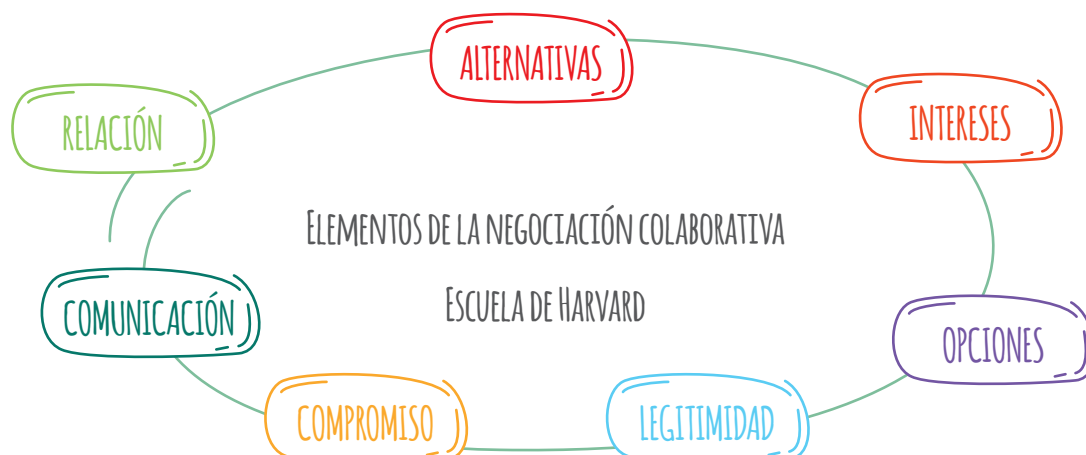 ALTERNATIVAS
RELACIÓN
INTERESES
ELEMENTOS DE LA NEGOCIACIÓN COLABORATIVA
ESCUELA DE HARVARD
COMUNICACIÓN
OPCIONES
COMPROMISO
LEGITIMIDAD